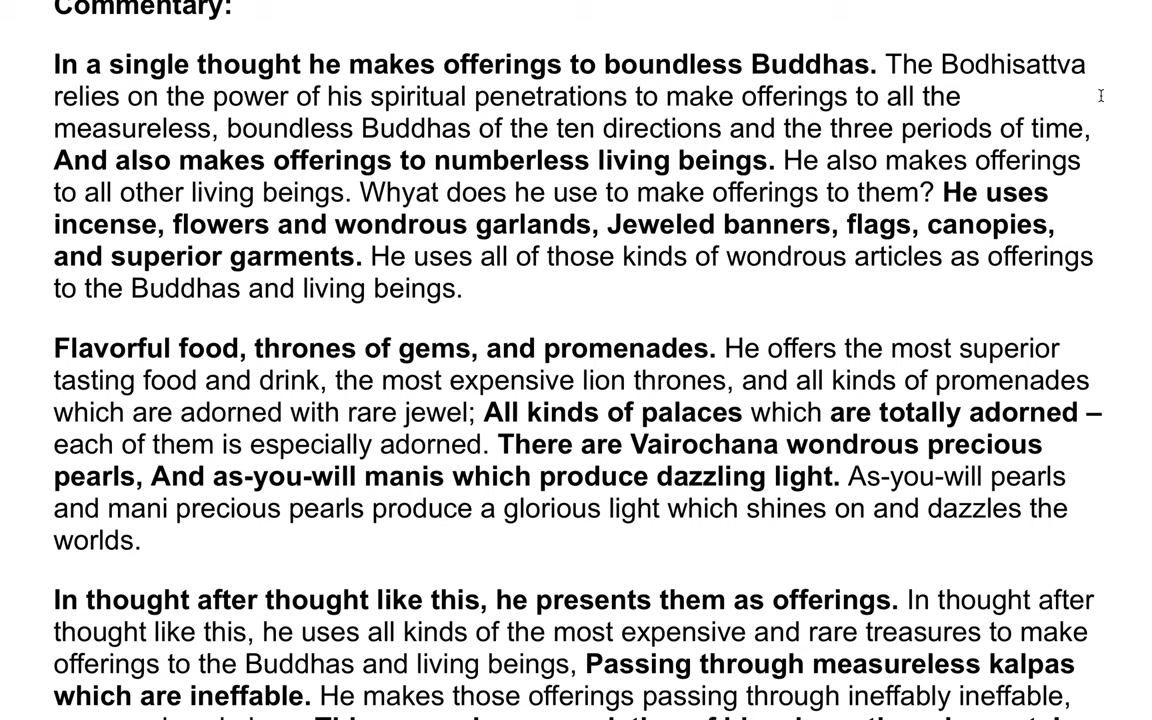 Commentary:
In a single thought he makes offerings to boundless Buddhas. The Bodhisattva
relies on the power of his spiritual penetrations to make offerings to all the
measureless, boundless Buddhas of the ten directions and the three periods of time,
And also makes offerings to numberless living beings. He also makes offerings
to all other living beings. Whyat does he use to make offerings to them? He uses
incense, flowers and wondrous garlands, Jeweled banners, flags, canopies,
and superior garments. He uses all of those kinds of wondrous articles as offerings
to the Buddhas and living beings.
Flavorful food, thrones of gems, and promenades. He offers the most superior
tasting food and drink, the most expensive lion thrones, and all kinds of promenades
which are adorned with rare jewel; All kinds of palaces which are totally adorned –
each of them is especially adorned. There are Vairochana wondrous precious
pearls, And as-you-will manis which produce dazzling light. As-you-will pearls
and mani precious pearls produce a glorious light which shines on and dazzles the
worlds.
In thought after thought like this, he presents them as offerings. In thought after
thought like this, he uses all kinds of the most expensive and rare treasures to make
offerings to the Buddhas and living beings, Passing through measureless kalpas
which are ineffable. He makes those offerings passing through ineffably ineffable,